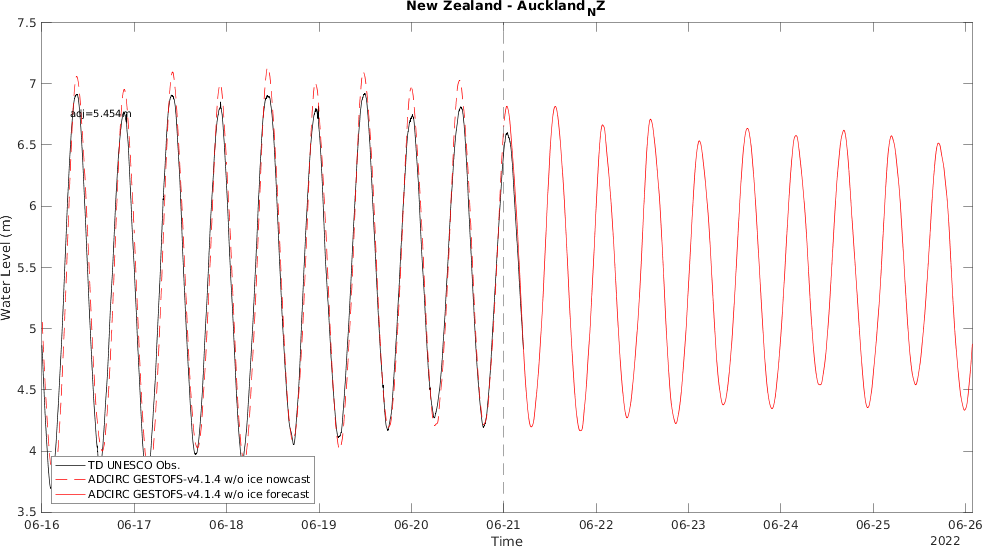 New Zealand - Auckland_NZ
7.5
7
6.5
6
5.5
5
4.5
4
3.5
Water Level (m)
adj=5.454m
TD UNESCO Obs.
ADCIRC GESTOFS-v4.1.4 w/o ice nowcast
ADCIRC GESTOFS-v4.1.4 w/o ice forecast
06-16 06-17 06-18 06-19 06-20 06-21 06-22 06-23 06-24 06-25 06-26
Time
2022